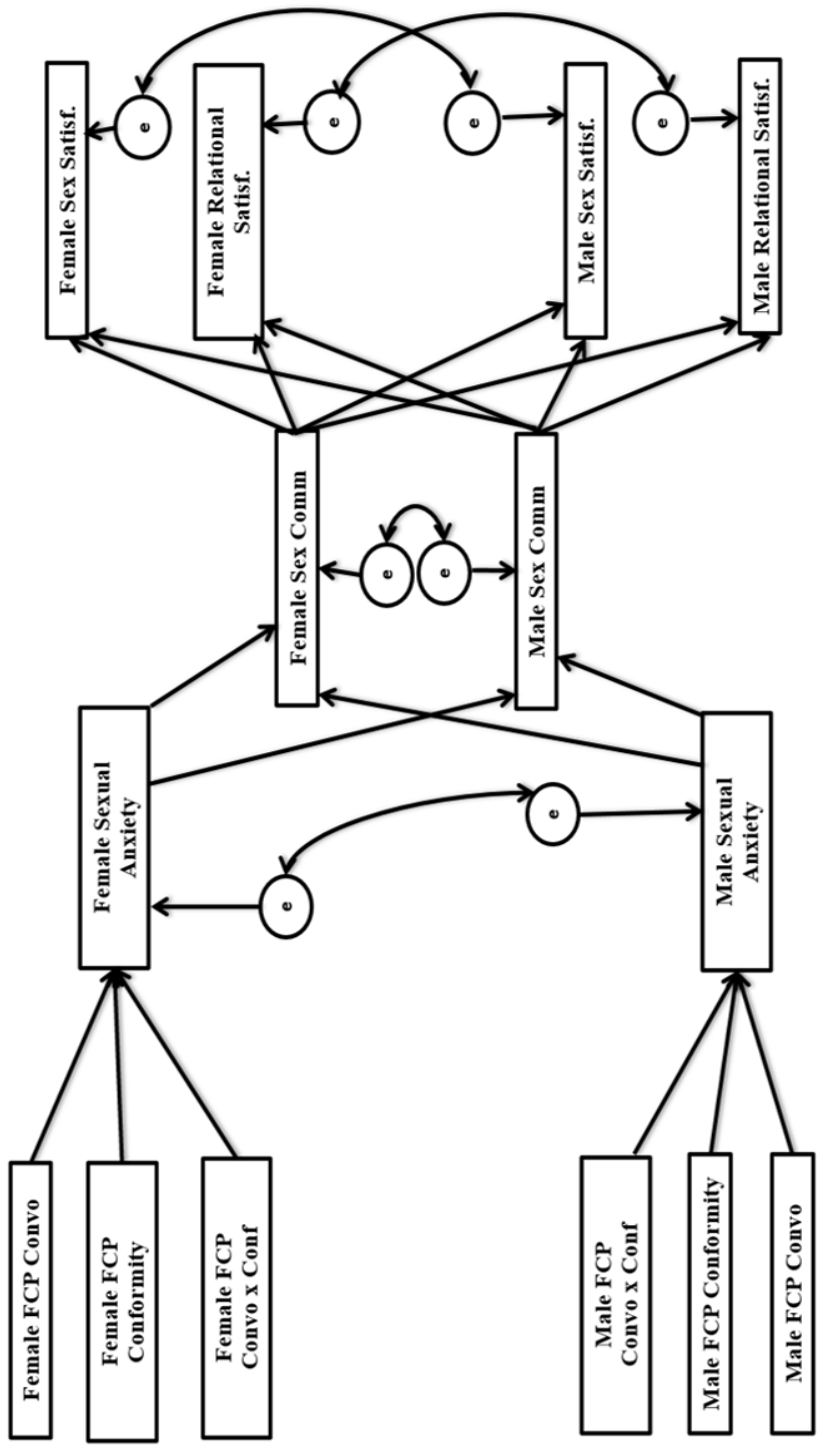 Female FCP Convo
Female FCP
Conformity
Female FCP
Convo x Conf
Male FCP
Convo x Conf
Male FCP Conformity
Male FCP Convo
Female Sexual
Anxiety
e
e
Male Sexual
Anxiety
Female Sex Comm
e
e
Male Sex Comm
Female Sex Satisf.
e
Female Relational
Satisf.
e
e
Male Sex Satisf.
e
Male Relational Satisf.